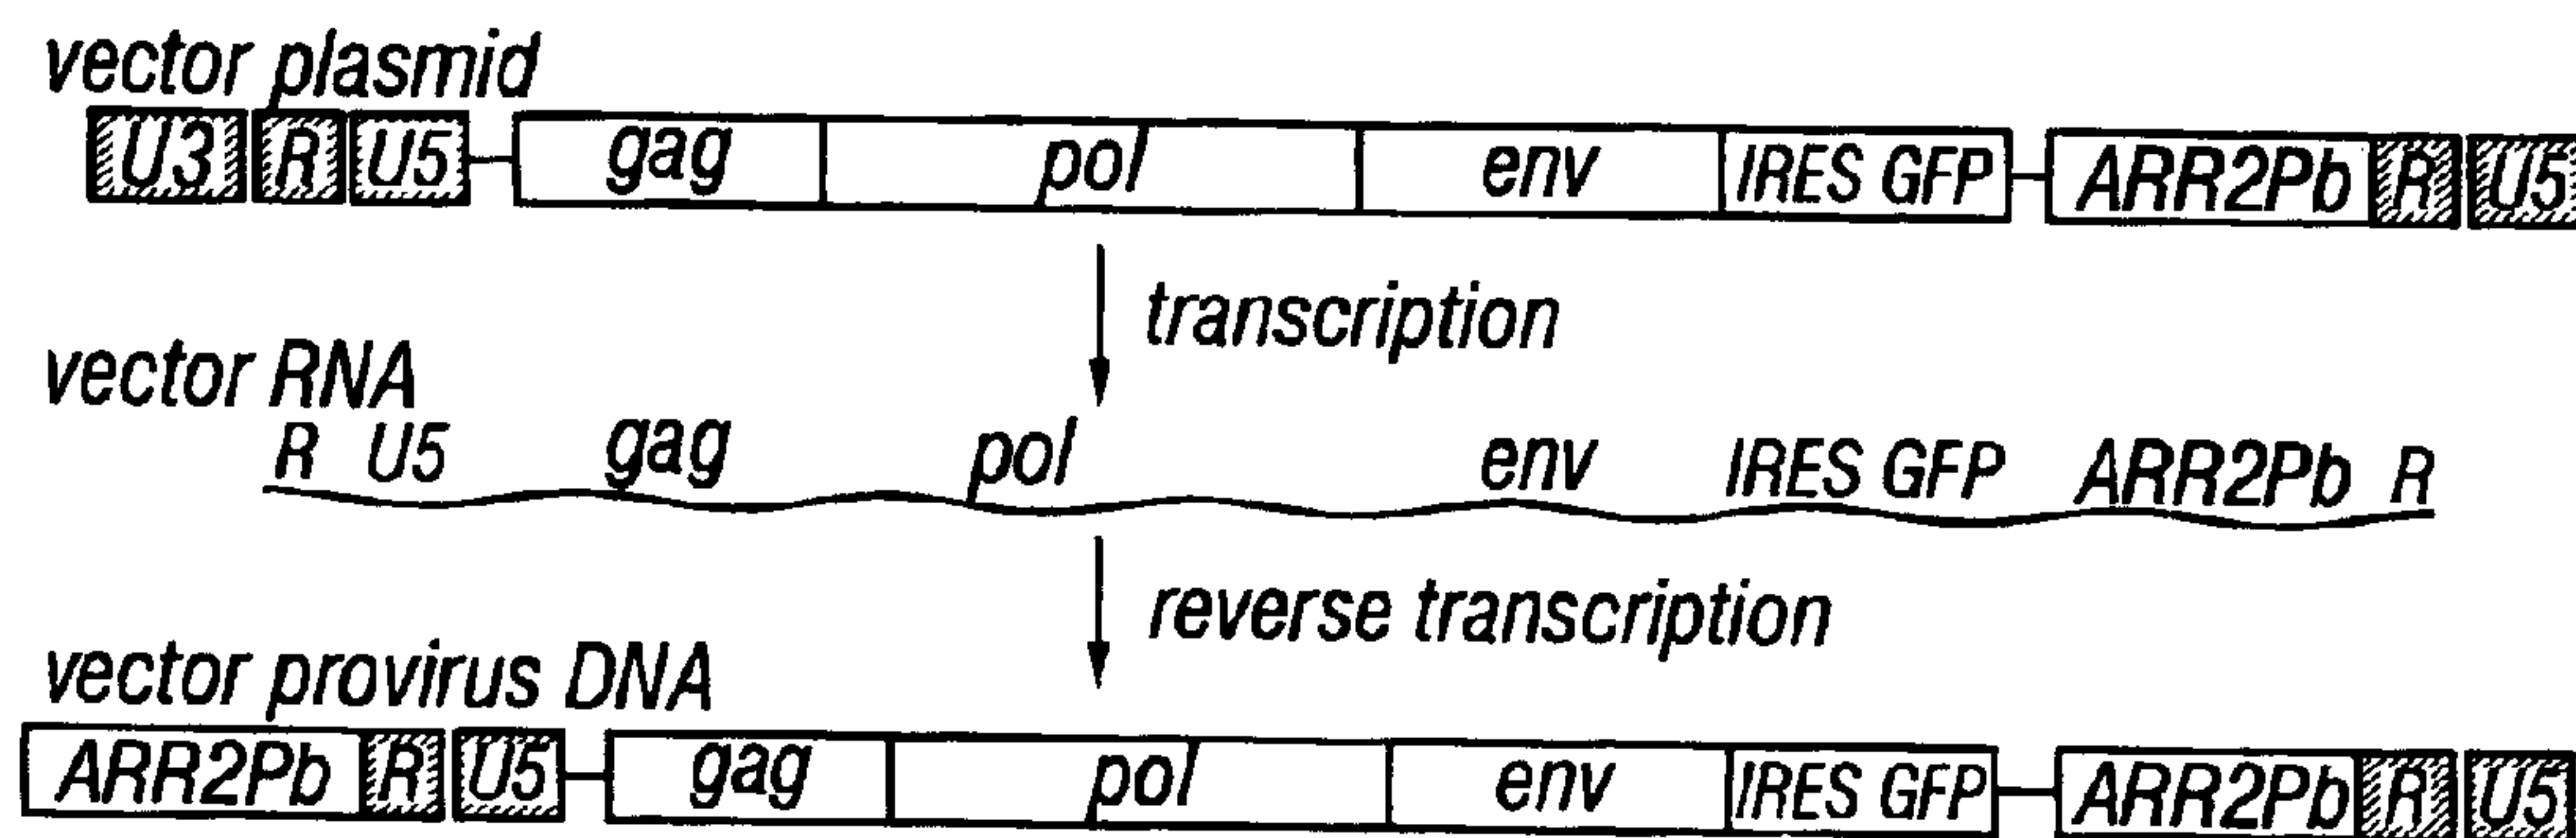 vector plasmid
U3 R U5 gag pol env IRES GFP ARR2Pb R U5
transcription
vector RNA
R U5 gag pol env IRES GFP ARR2Pb R
reverse transcription
vector provirus DNA
ARR2Pb R U5 gag pol env IRES GFP ARR2Pb R U5